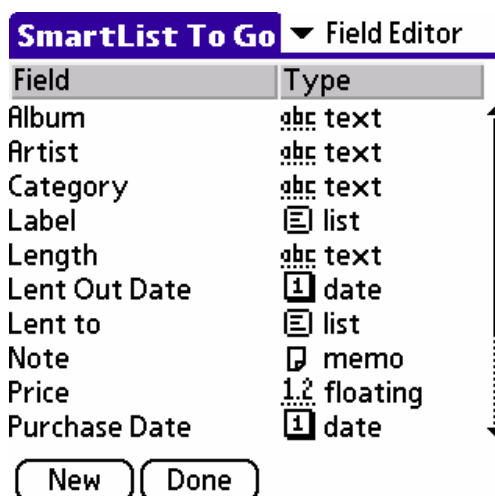 SmartList To Go Field Editor
Field Type
Album abc text
Artist abc text
Category abc text
Label list
Length abc text
Lent Out Date 1 date
Lent to list
Note memo
Price 1.2 floating
Purchase Date 1 date
New Done